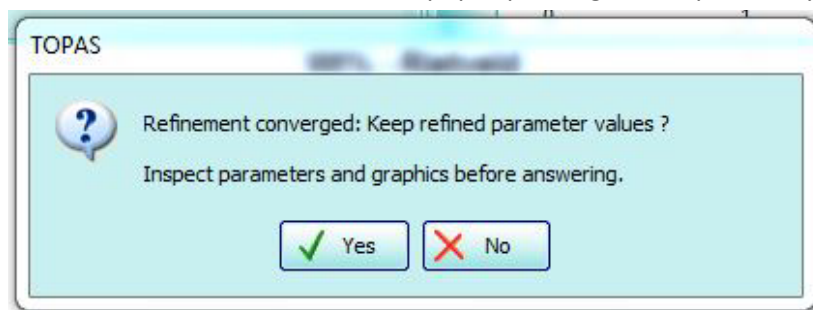 TOPAS
Refinement converged: Keep refined parameter values ?
Inspect parameters and graphics before answering.
Yes
No